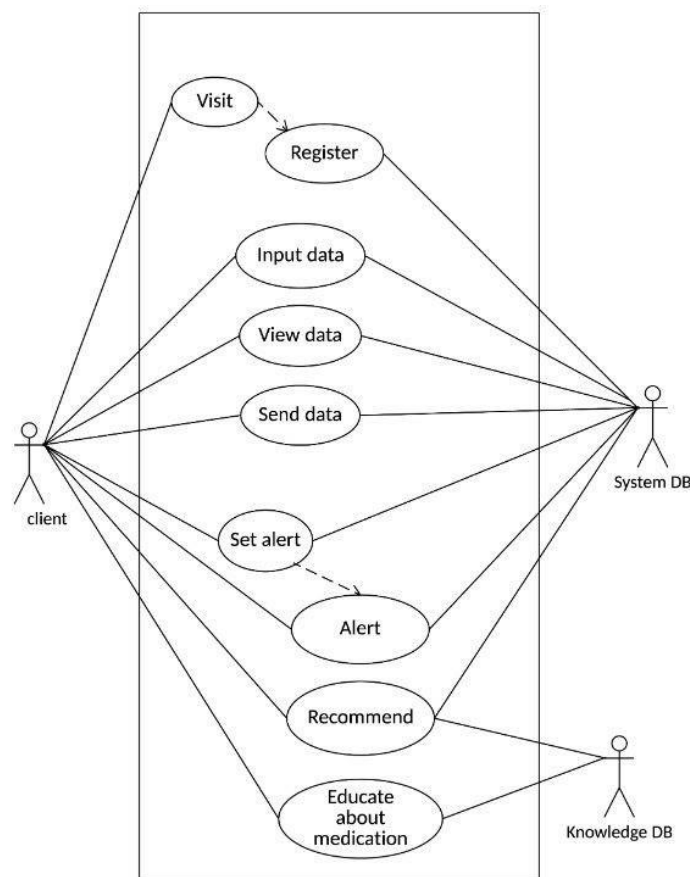 Visit
Register
Input data
View data
Send data
System DB
client
Set alert
Alert
Recommend
Educate
about
medication
Knowledge DB